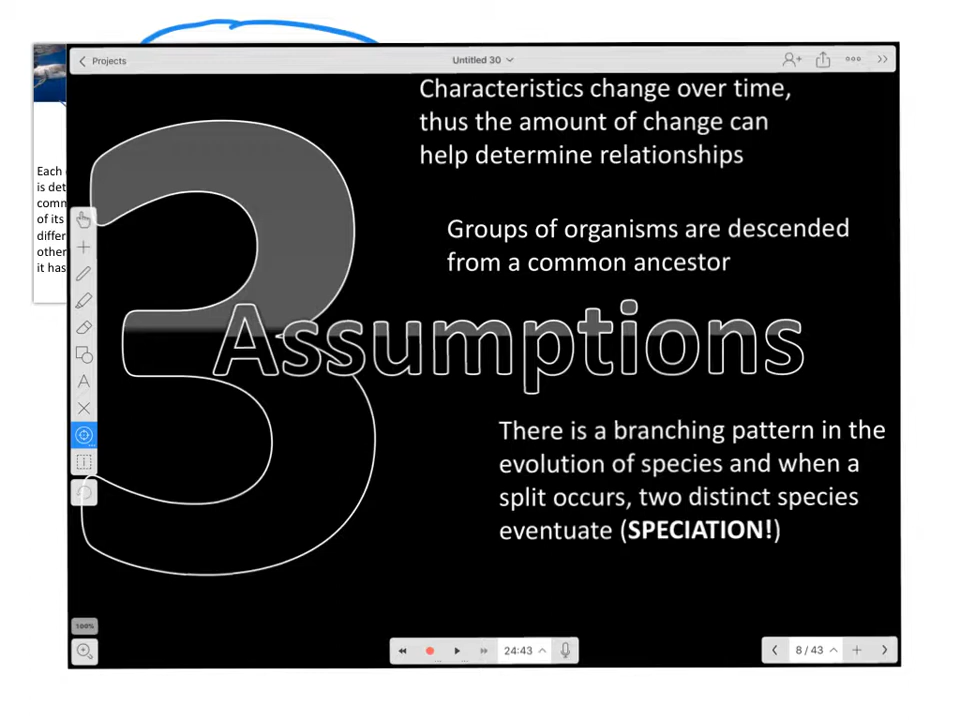 Projects
Untitled 30
Characteristics change over time,
thus the amount of change can
help determine relationships
Groups of organisms are descended
from a common ancestor
3
Assumptions
There is a branching pattern in the
evolution of species and when a
split occurs, two distinct species
eventuate (SPECIATION!)
Each
is det
comm
of its
differ
other
it has
A
100%
24:43
8 / 43